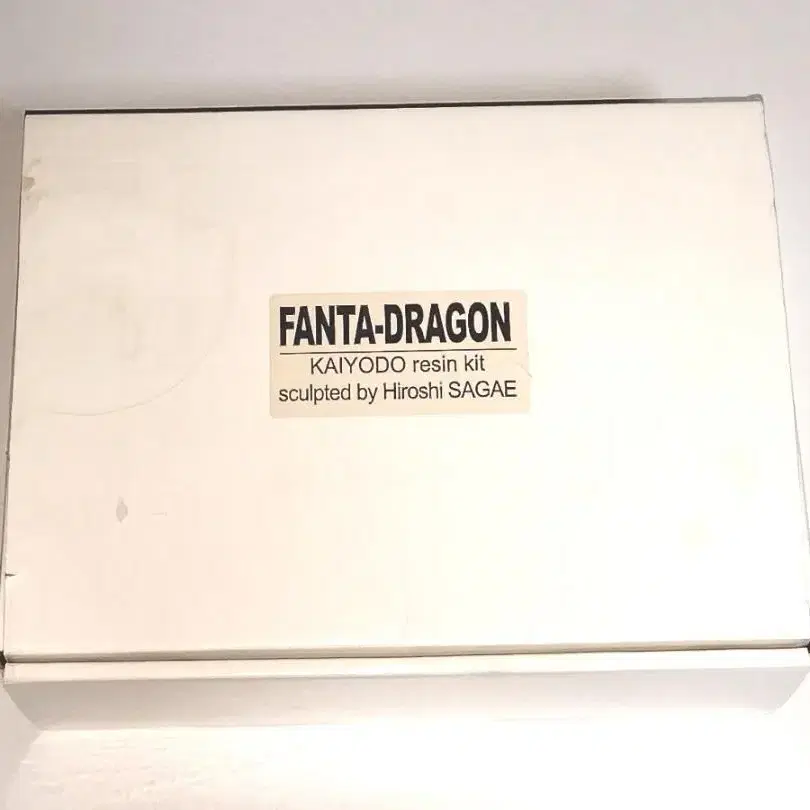 FANTA-DRAGON
KAIYODO resin kit
sculpted by Hiroshi SAGAE